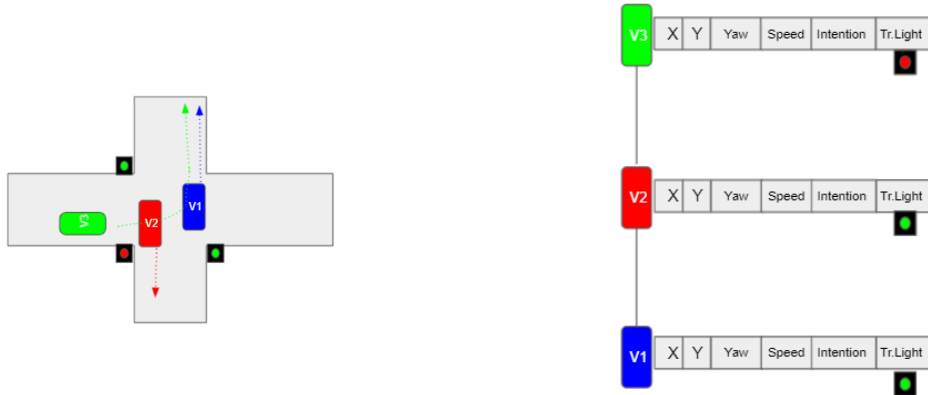 V3 X Y Yaw Speed Intention Tr.Light
V1
V3
V2
V2 X Y Yaw Speed Intention Tr.Light
V1 X Y Yaw Speed Intention Tr.Light